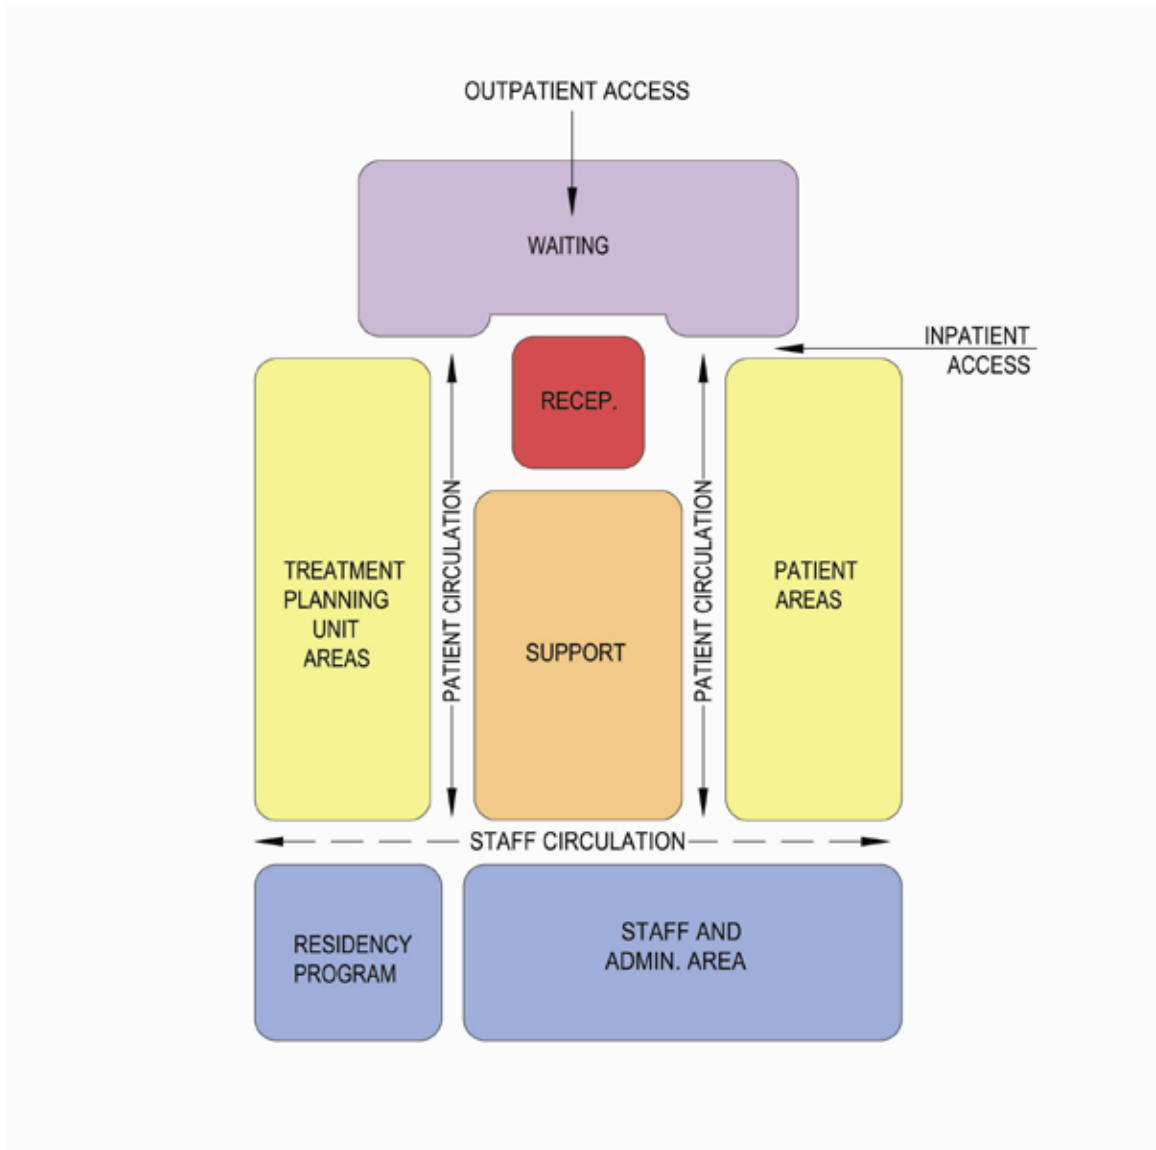 OUTPATIENT ACCESS
WAITING
INPATIENT
ACCESS
RECEP.
PATIENT CIRCULATION
PATIENT CIRCULATION
TREATMENT
PLANNING
UNIT
AREAS
SUPPORT
PATIENT
AREAS
STAFF CIRCULATION
RESIDENCY
PROGRAM
STAFF AND
ADMIN. AREA